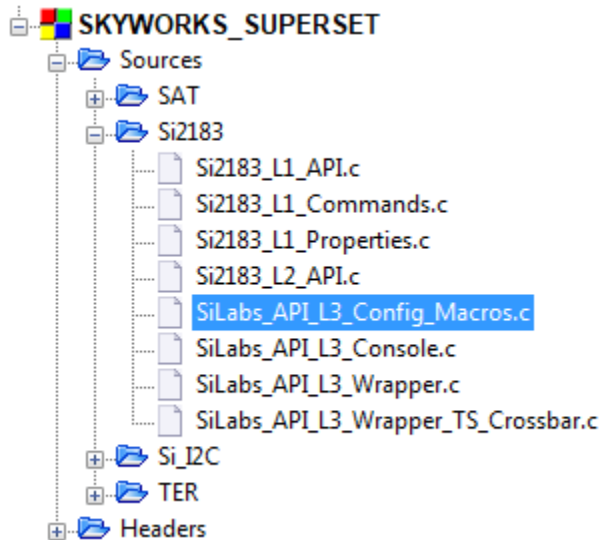 SKYWORKS_SUPERSET
Sources
SAT
Si2183
Si2183_L1_API.c
Si2183_L1_Commands.c
Si2183_L1_Properties.c
Si2183_L2_API.c
SiLabs_API_L3_Config_Macros.c
SiLabs_API_L3_Console.c
SiLabs_API_L3_Wrapper.c
SiLabs_API_L3_Wrapper_TS_Crossbar.c
Si_I2C
TER
Headers